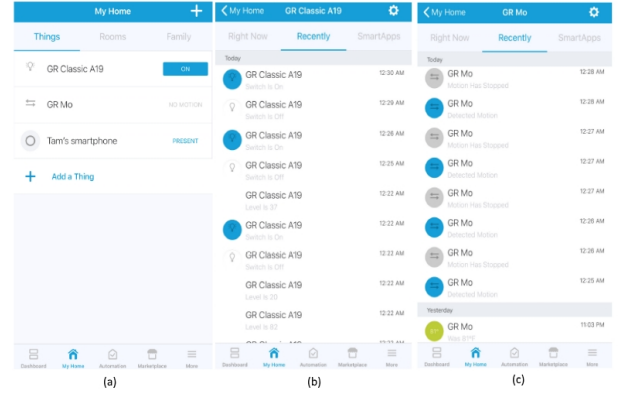 My Home
+
Things Rooms Family
GR Classic A19 ON
GR Mo NO MOTION
Tam's smartphone PRESENT
+ Add a Thing
Dashboard My Home Automation Marketplace More
(a)
My Home GR Classic A19
Right Now Recently SmartApps
Today
GR Classic A19 12:30 AM
Switch Is On
GR Classic A19 12:29 AM
Switch Is Off
GR Classic A19 12:26 AM
Switch Is On
GR Classic A19 12:25 AM
Switch Is Off
GR Classic A19 12:22 AM
Level is 37
GR Classic A19 12:22 AM
Switch Is On
GR Classic A19 12:22 AM
Switch Is Off
GR Classic A19 12:22 AM
Level is 20
GR Classic A19 12:22 AM
Level is 82
Dashboard My Home Automation Marketplace More
(b)
My Home GR Mo
Right Now Recently SmartApps
Today
GR Mo 12:28 AM
Motion Has Stopped
GR Mo 12:28 AM
Detected Motion
GR Mo 12:27 AM
Motion Has Stopped
GR Mo 12:27 AM
Detected Motion
GR Mo 12:27 AM
Motion Has Stopped
GR Mo 12:26 AM
Detected Motion
GR Mo 12:26 AM
Motion Has Stopped
GR Mo 12:25 AM
Detected Motion
Yesterday
GR Mo 11:03 PM
Dashboard My Home Automation Marketplace More
(c)